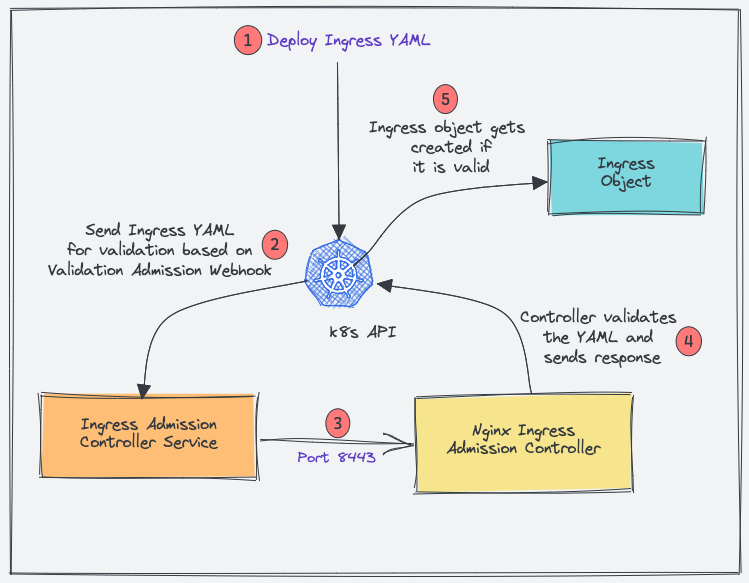 1 Deploy Ingress YAML
5
Ingress object gets
created if
it is valid
Ingress
Object
Send Ingress YAML
for validation based on
Validation Admission Webhook
2
k8s API
Controller validates
the YAML and
sends response
4
Ingress Admission
Controller Service
3
Port 8443
Nginx Ingress
Admission Controller